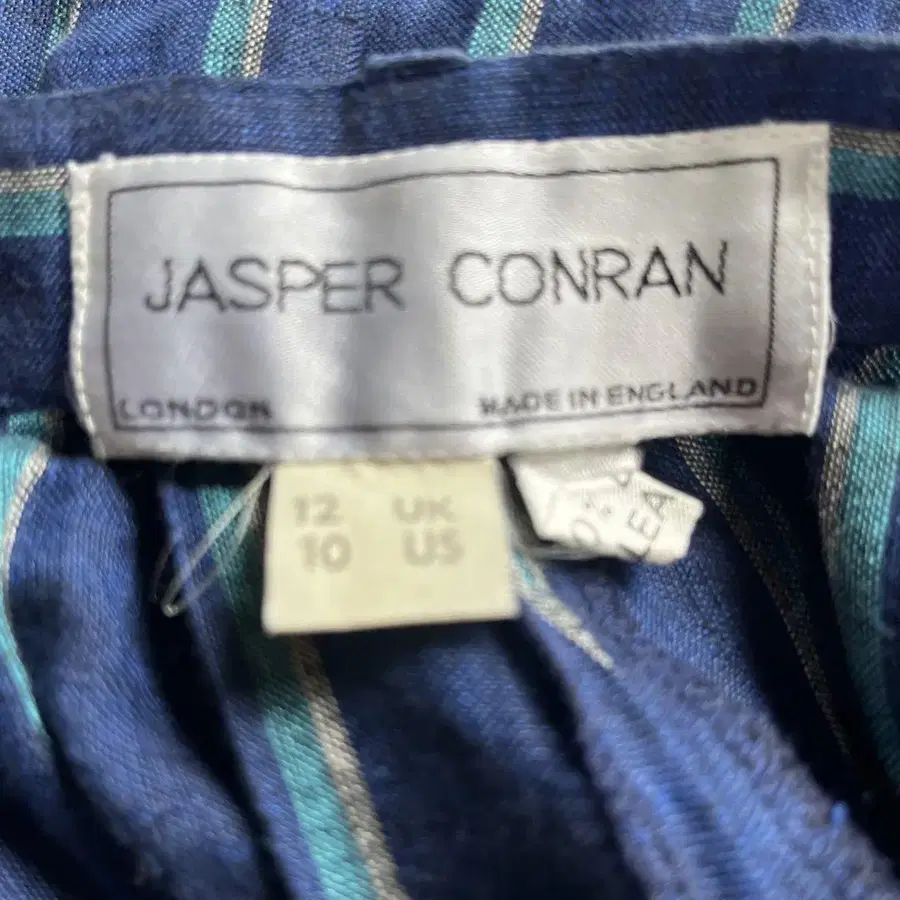 JASPER CONRAN
LONDON MADE IN ENGLAND
12 UK
10 US